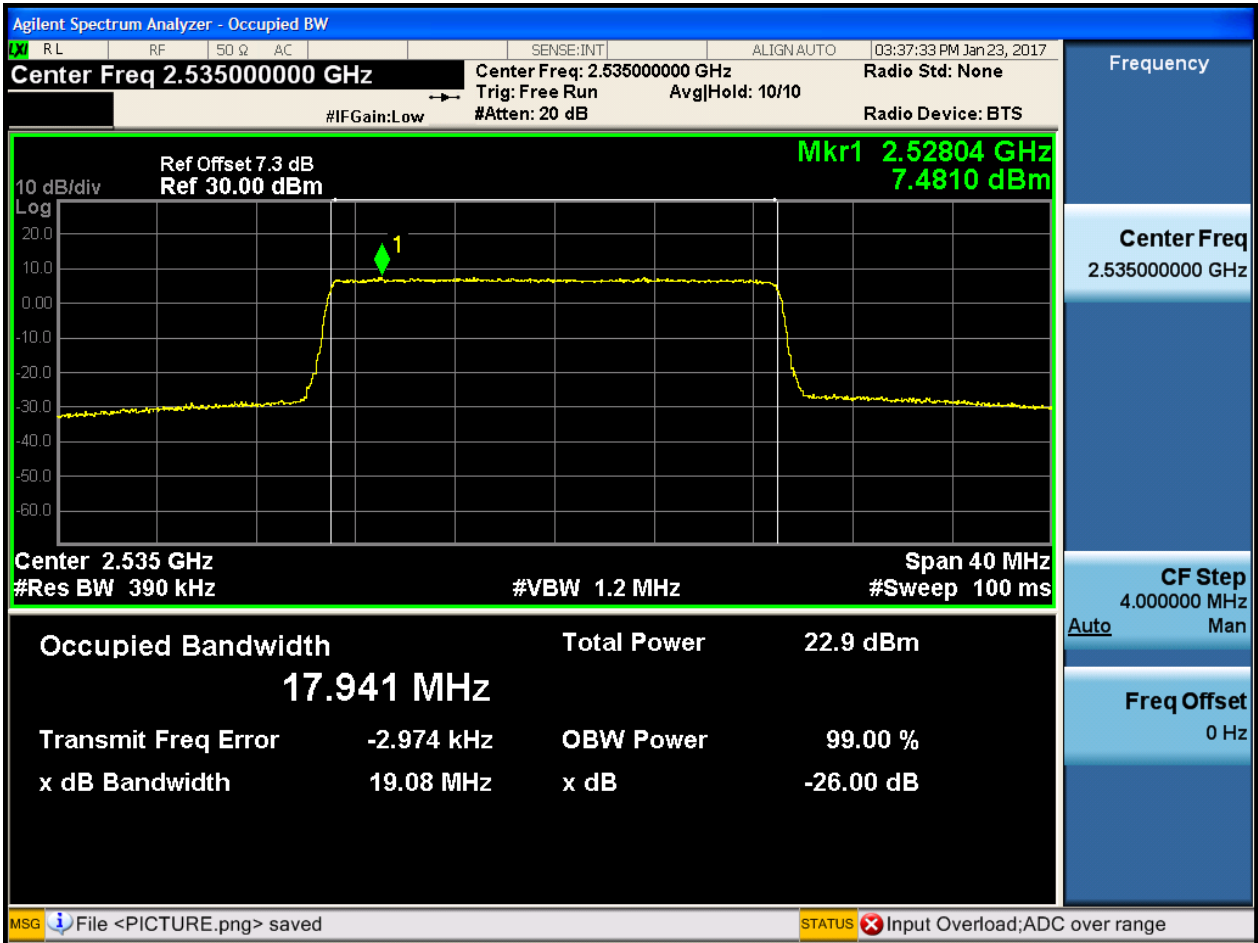 Agilent Spectrum Analyzer - Occupied BW
LXI RL RF 50 Ω AC SENSE:INT ALIGN AUTO 03:37:33 PM Jan 23, 2017
Center Freq 2.535000000 GHz
Center Freq: 2.535000000 GHz
Radio Std: None
Trig: Free Run Avg|Hold: 10/10
#IFGain:Low
#Atten: 20 dB
Radio Device: BTS
Mkr1 2.52804 GHz
7.4810 dBm
Ref Offset 7.3 dB
10 dB/div Ref 30.00 dBm
Log
20.0
10.0
0.00
-10.0
-20.0
-30.0
-40.0
-50.0
-60.0
1
Center 2.535 GHz Span 40 MHz
#Res BW 390 kHz #VBW 1.2 MHz #Sweep 100 ms
Occupied Bandwidth Total Power 22.9 dBm
17.941 MHz
Transmit Freq Error -2.974 kHz OBW Power 99.00 %
x dB Bandwidth 19.08 MHz x dB -26.00 dB
Frequency
Center Freq
2.535000000 GHz
CF Step
4.000000 MHz
Auto Man
Freq Offset
0 Hz
MSG File <PICTURE.png> saved STATUS Input Overload;ADC over range